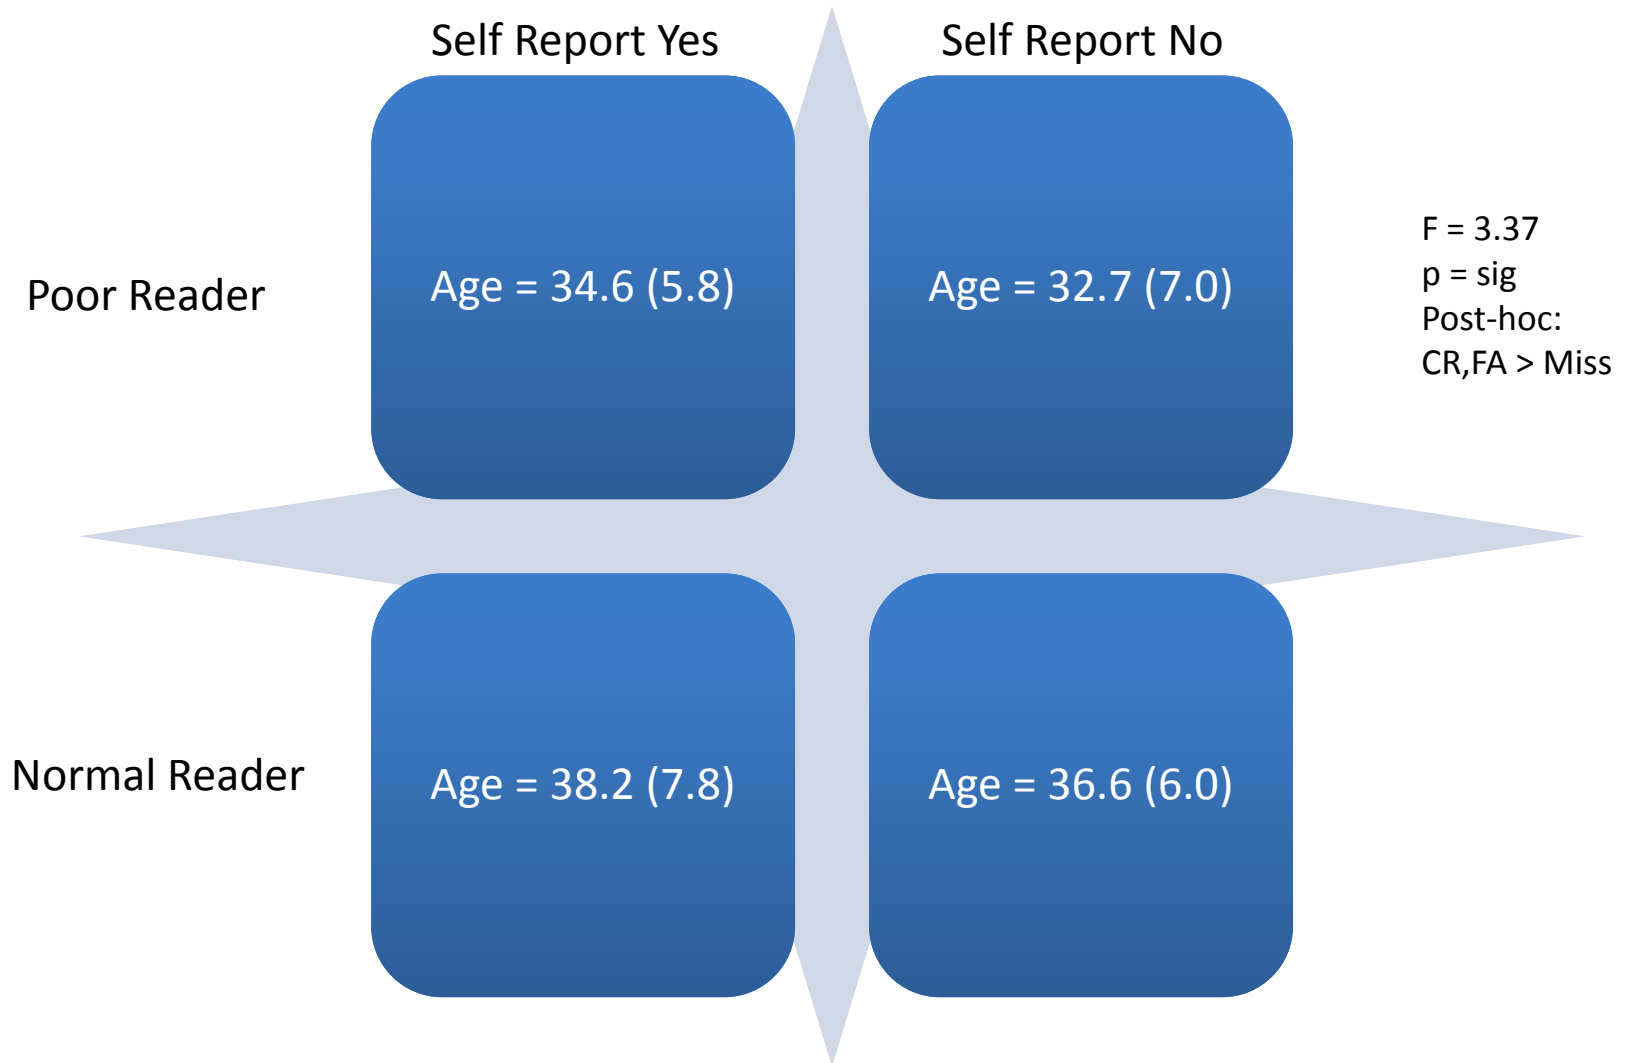 Self Report Yes
Self Report No
Poor Reader
Age = 34.6 (5.8)
Age = 32.7 (7.0)
F = 3.37
p = sig
Post-hoc:
CR,FA > Miss
Normal Reader
Age = 38.2 (7.8)
Age = 36.6 (6.0)